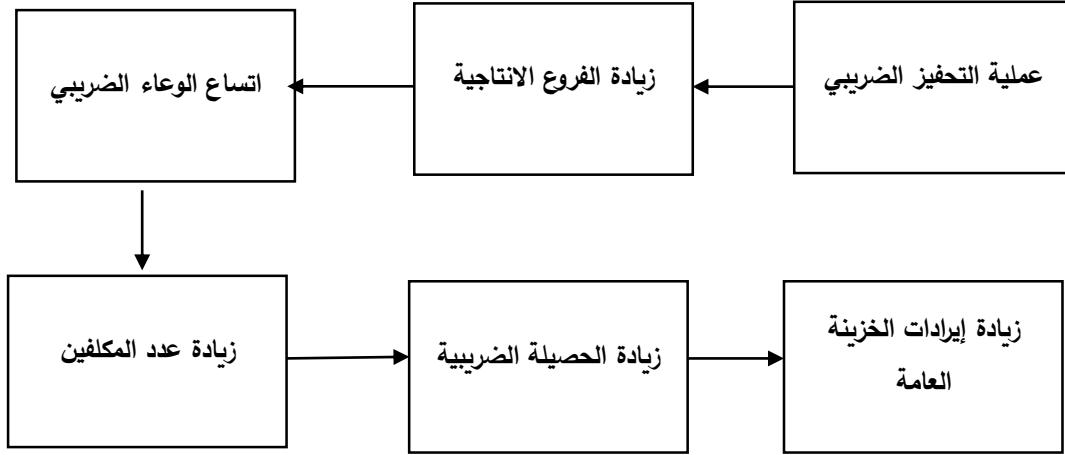 عملية التحفيز الضريبي
زيادة الفروع الانتاجية
اتساع الوعاء الضريبي
زيادة عدد المكلفين
زيادة الحصيلة الضريبية
زيادة إيرادات الخزينة
العامة